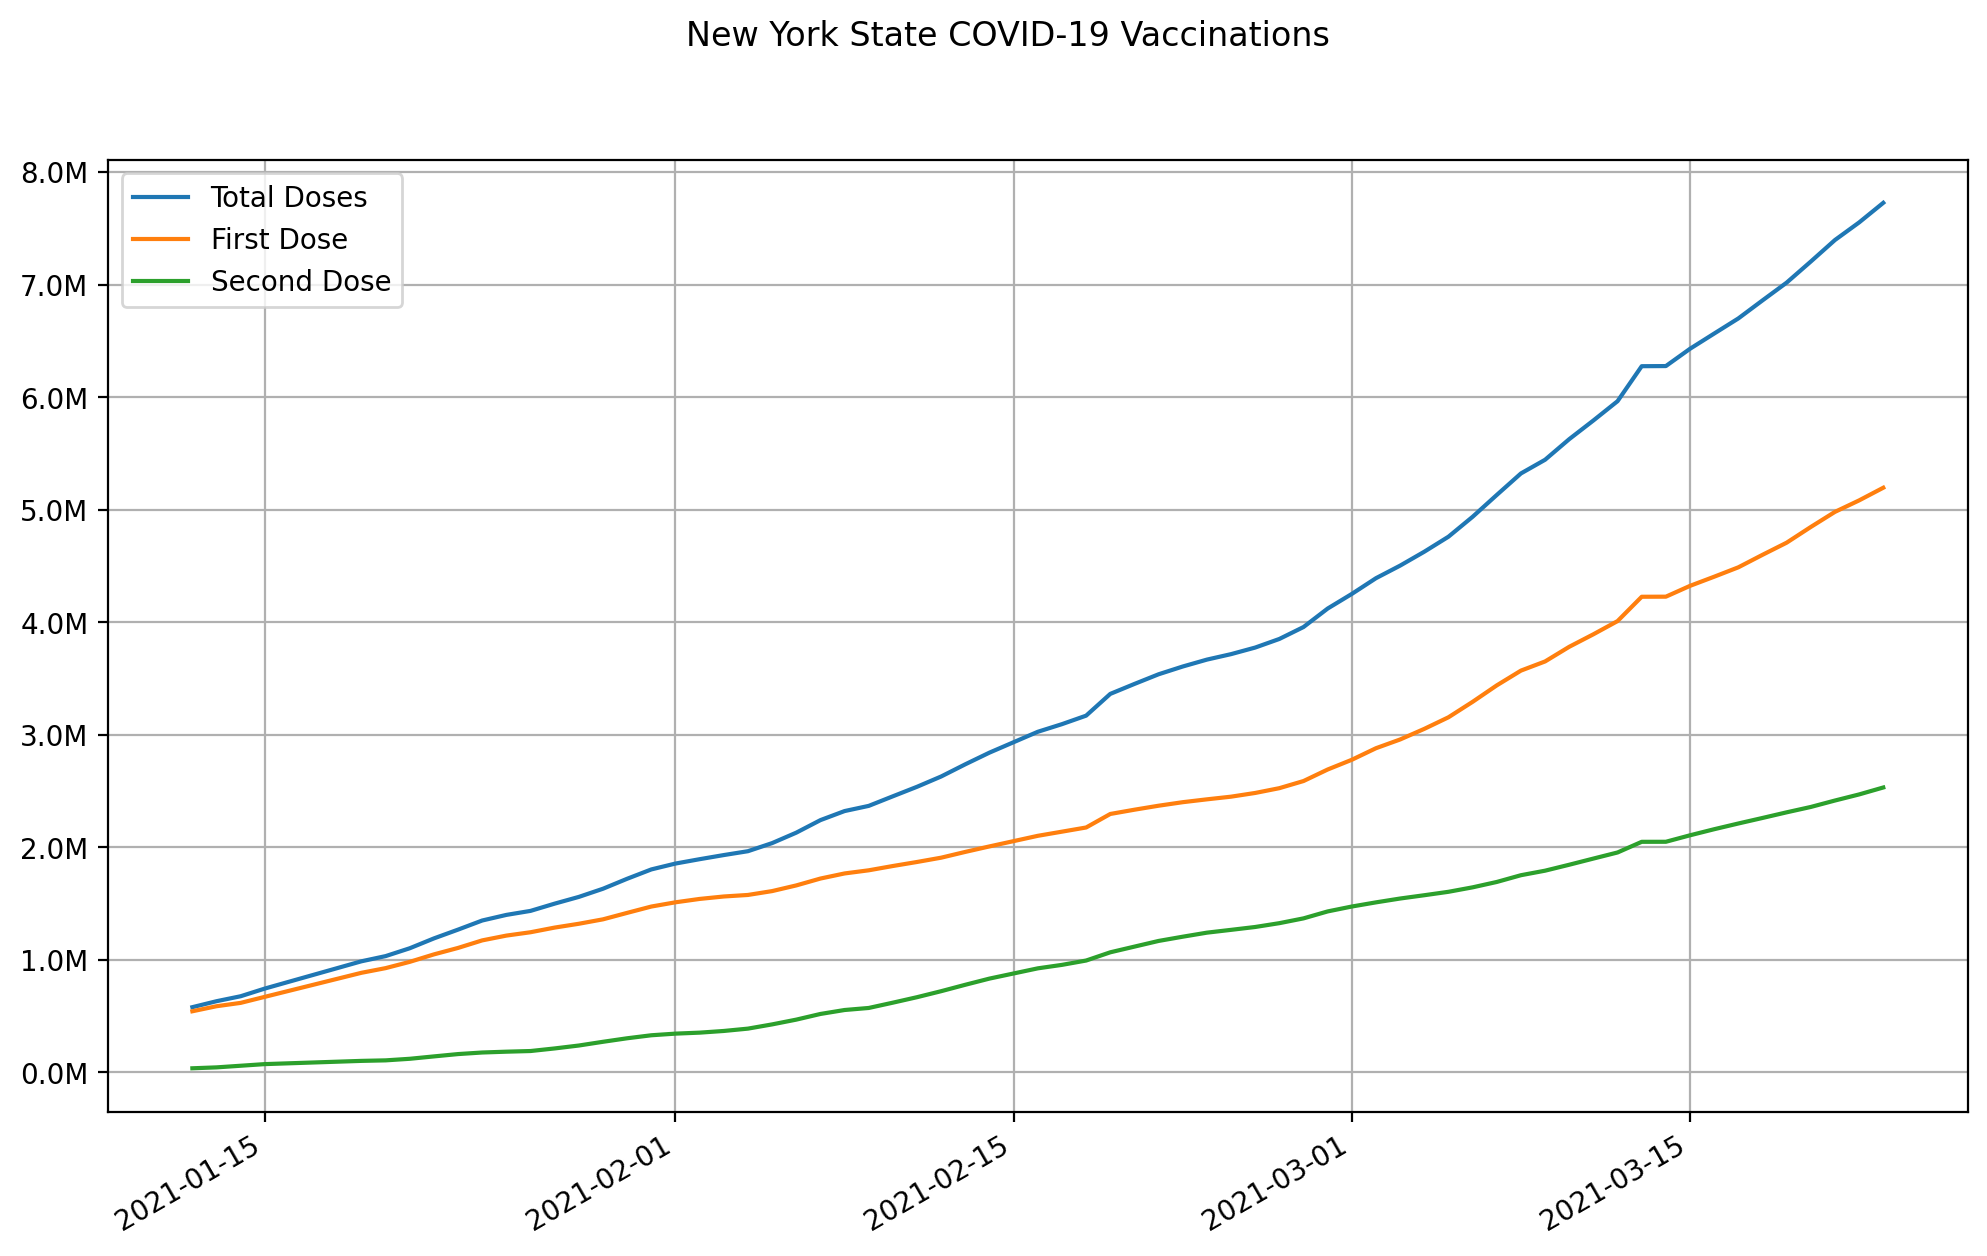 New York State COVID-19 Vaccinations
8.0M
7.0M
6.0M
5.0M
4.0M
3.0M
2.0M
1.0M
0.0M
Total Doses
First Dose
Second Dose
2021-01-15
2021-02-01
2021-02-15
2021-03-01
2021-03-15